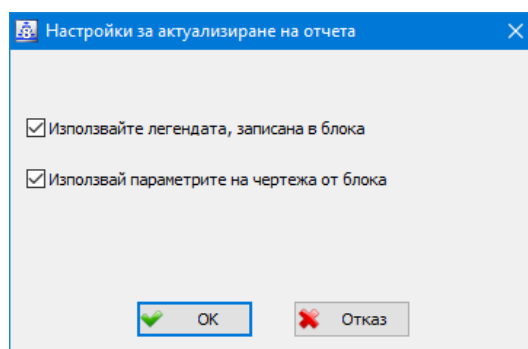 Настройки за актуализиране на отчета
Използвайте легендата, записана в блока
Използвай параметрите на чертежа от блока
OK
Отказ